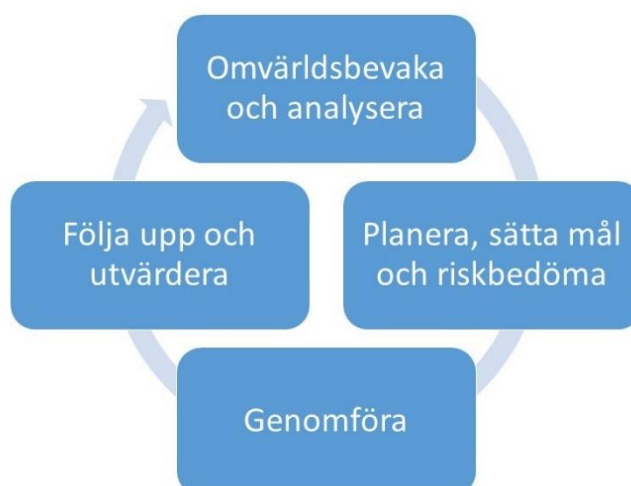 Omvärldsbevaka
och analysera
Planera, sätta mål
och riskbedöma
Genomföra
Följa upp och
utvärdera